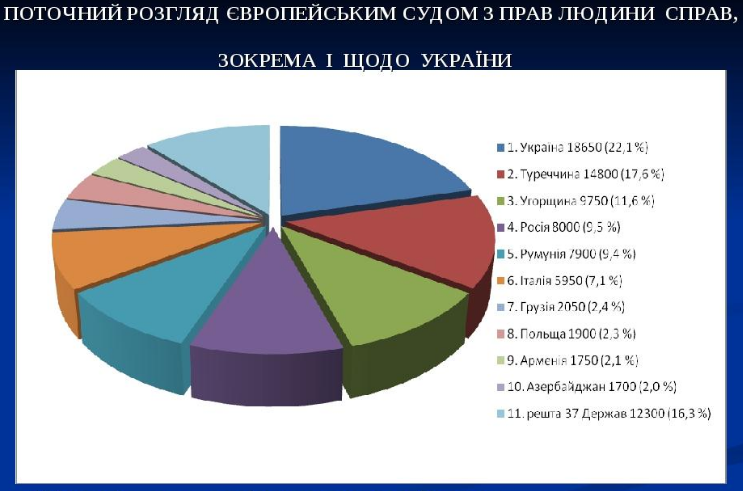 ПОТОЧНИЙ РОЗГЛЯД ЄВРОПЕЙСЬКИМ СУДОМ З ПРАВ ЛЮДИНИ СПРАВ,
ЗОКРЕМА І ЩОДО УКРАЇНИ
1. Україна 18650 (22,1 %)
2. Туреччина 14800 (17,6 %)
3. Угорщина 9750 (11,6 %)
4. Росія 8000 (9,5 %)
5. Румунія 7900 (9,4 %)
6. Італія 5950 (7,1 %)
7. Грузія 2050 (2,4 %)
8. Польща 1900 (2,3 %)
9. Арменія 1750 (2,1 %)
10. Азербайджан 1700 (2,0 %)
11. решта 37 Держав 12300 (16,3 %)